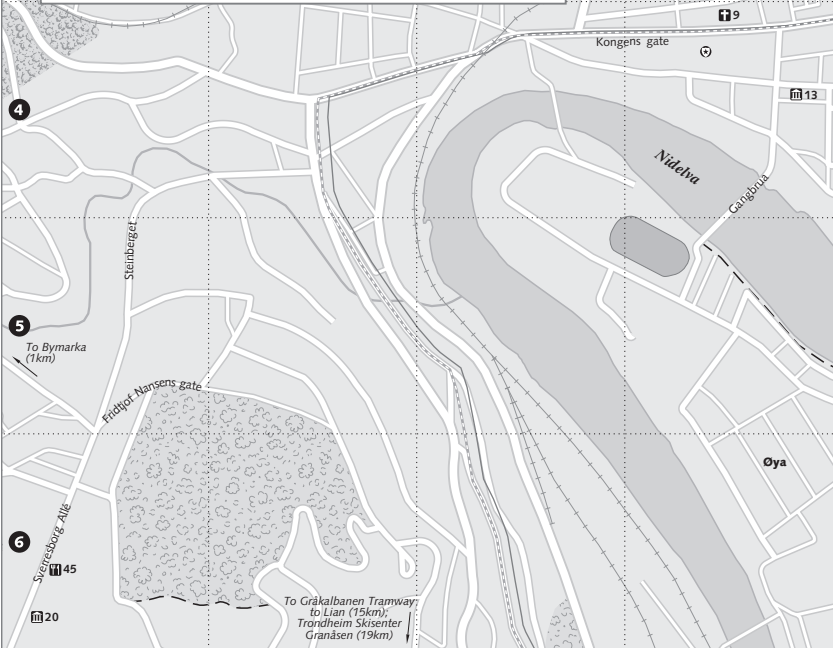 9
Kongens gate
4
13
Nidelva
Gangbrua
Steinberget
5
To Bymarka
(1km)
Fridtjof Nansens gate
Øya
Sverresborg Allé
6
45
To Gråkalbanen Tramway
to Lian (15km);
Trondheim Skisenter
Granåsen (19km)
20